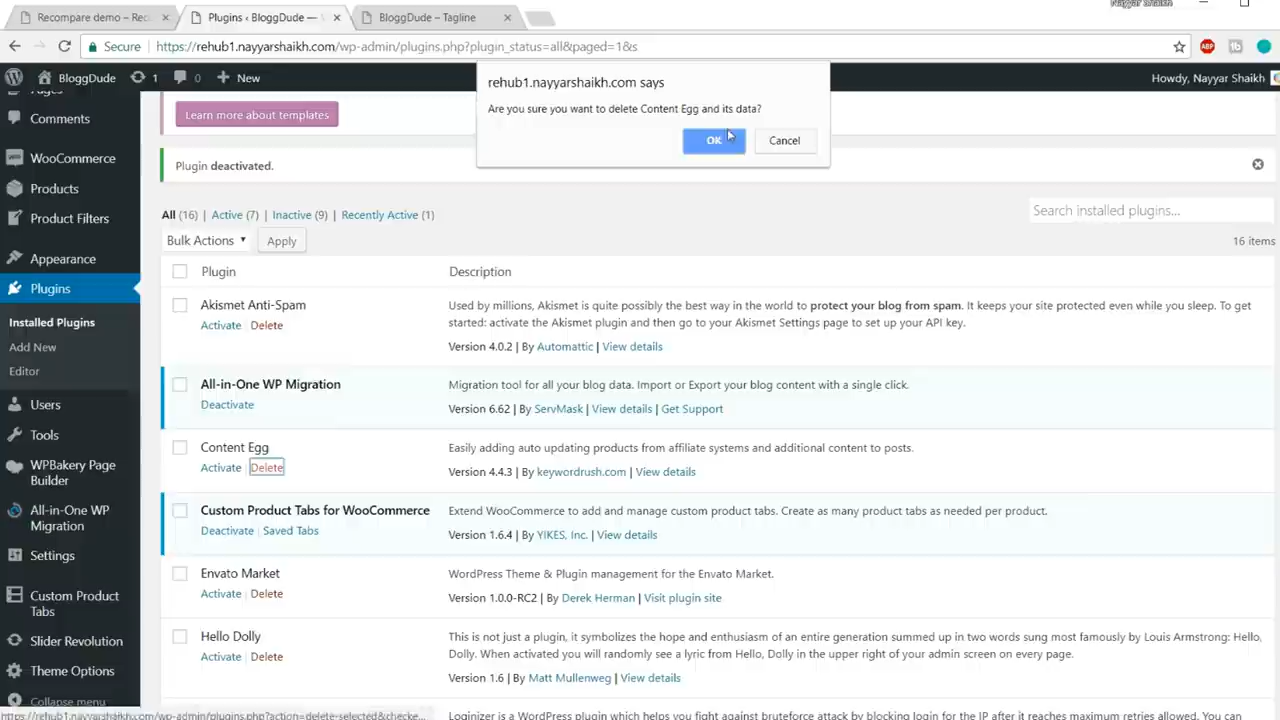 Nayyar Shaikh
Recompare demo – Rec
Plugins ‹ BloggDude —
BloggDude – Tagline
Secure
https://rehub1.nayyarshaikh.com/wp-admin/plugins.php?plugin_status=all&paged=1&s
ABP
BloggDude
1
0
New
Howdy, Nayyar Shaikh
rehub1.nayyarshaikh.com says
Are you sure you want to delete Content Egg and its data?
OK
Cancel
Pages
Comments
WooCommerce
Products
Product Filters
Appearance
Plugins
Installed Plugins
Add New
Editor
Users
Tools
WPBakery Page
Builder
All-in-One WP
Migration
Settings
Custom Product
Tabs
Slider Revolution
Theme Options
Collapse menu
Learn more about templates
Plugin deactivated.
All (16) | Active (7) | Inactive (9) | Recently Active (1)
Search installed plugins...
Bulk Actions
Apply
16 items
Plugin
Description
Akismet Anti-Spam
Activate | Delete
Used by millions, Akismet is quite possibly the best way in the world to protect your blog from spam. It keeps your site protected even while you sleep. To get
started: activate the Akismet plugin and then go to your Akismet Settings page to set up your API key.
Version 4.0.2 | By Automattic | View details
All-in-One WP Migration
Deactivate
Migration tool for all your blog data. Import or Export your blog content with a single click.
Version 6.62 | By ServMask | View details | Get Support
Content Egg
Activate | Delete
Easily adding auto updating products from affiliate systems and additional content to posts.
Version 4.4.3 | By keywordrush.com | View details
Custom Product Tabs for WooCommerce
Deactivate | Saved Tabs
Extend WooCommerce to add and manage custom product tabs. Create as many product tabs as needed per product.
Version 1.6.4 | By YIKES, Inc. | View details
Envato Market
Activate | Delete
WordPress Theme & Plugin management for the Envato Market.
Version 1.0.0-RC2 | By Derek Herman | Visit plugin site
Hello Dolly
Activate | Delete
This is not just a plugin, it symbolizes the hope and enthusiasm of an entire generation summed up in two words sung most famously by Louis Armstrong: Hello,
Dolly. When activated you will randomly see a lyric from Hello, Dolly in the upper right of your admin screen on every page.
Version 1.6 | By Matt Mullenweg | View details
Loginizer is a WordPress plugin which helps you fight against bruteforce attack by blocking login for the IP after it reaches maximum retries allowed. You can
https://rehub1.nayyarshaikh.com/wp-admin/plugins.php?action=delete-selected&checke...